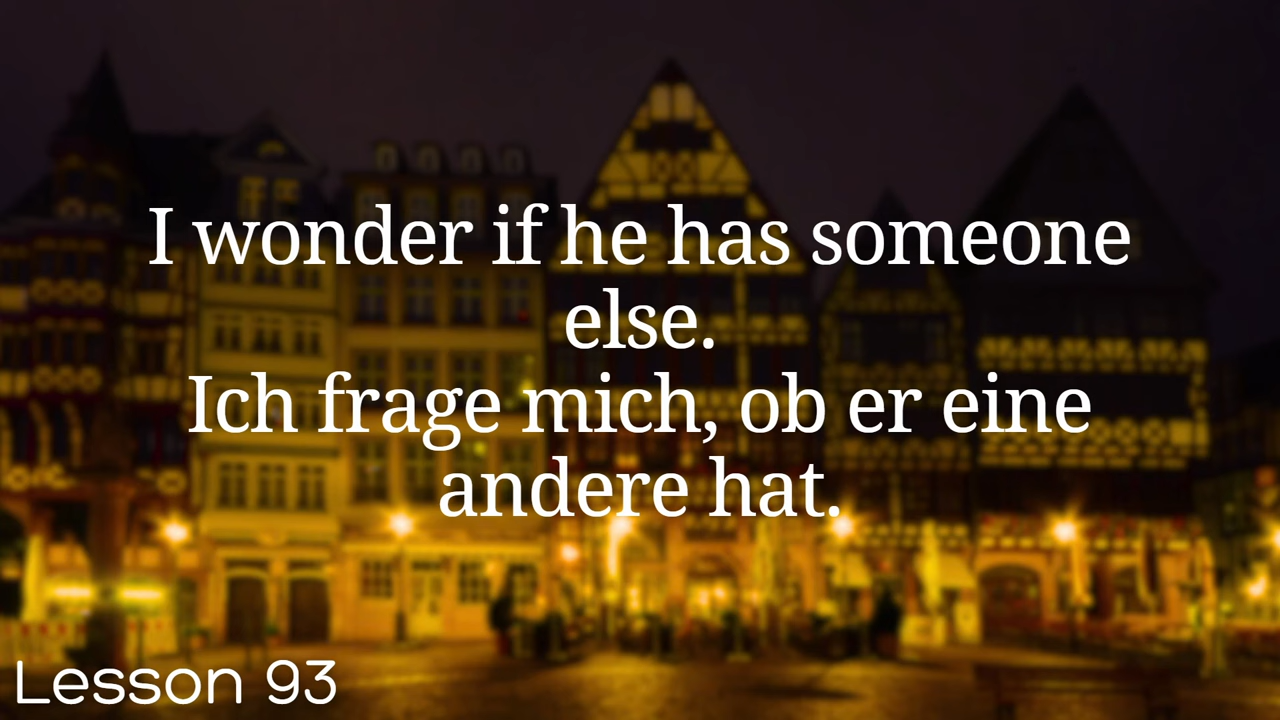 I wonder if he has someone
else.
Ich frage mich, ob er eine
andere hat.
Lesson 93